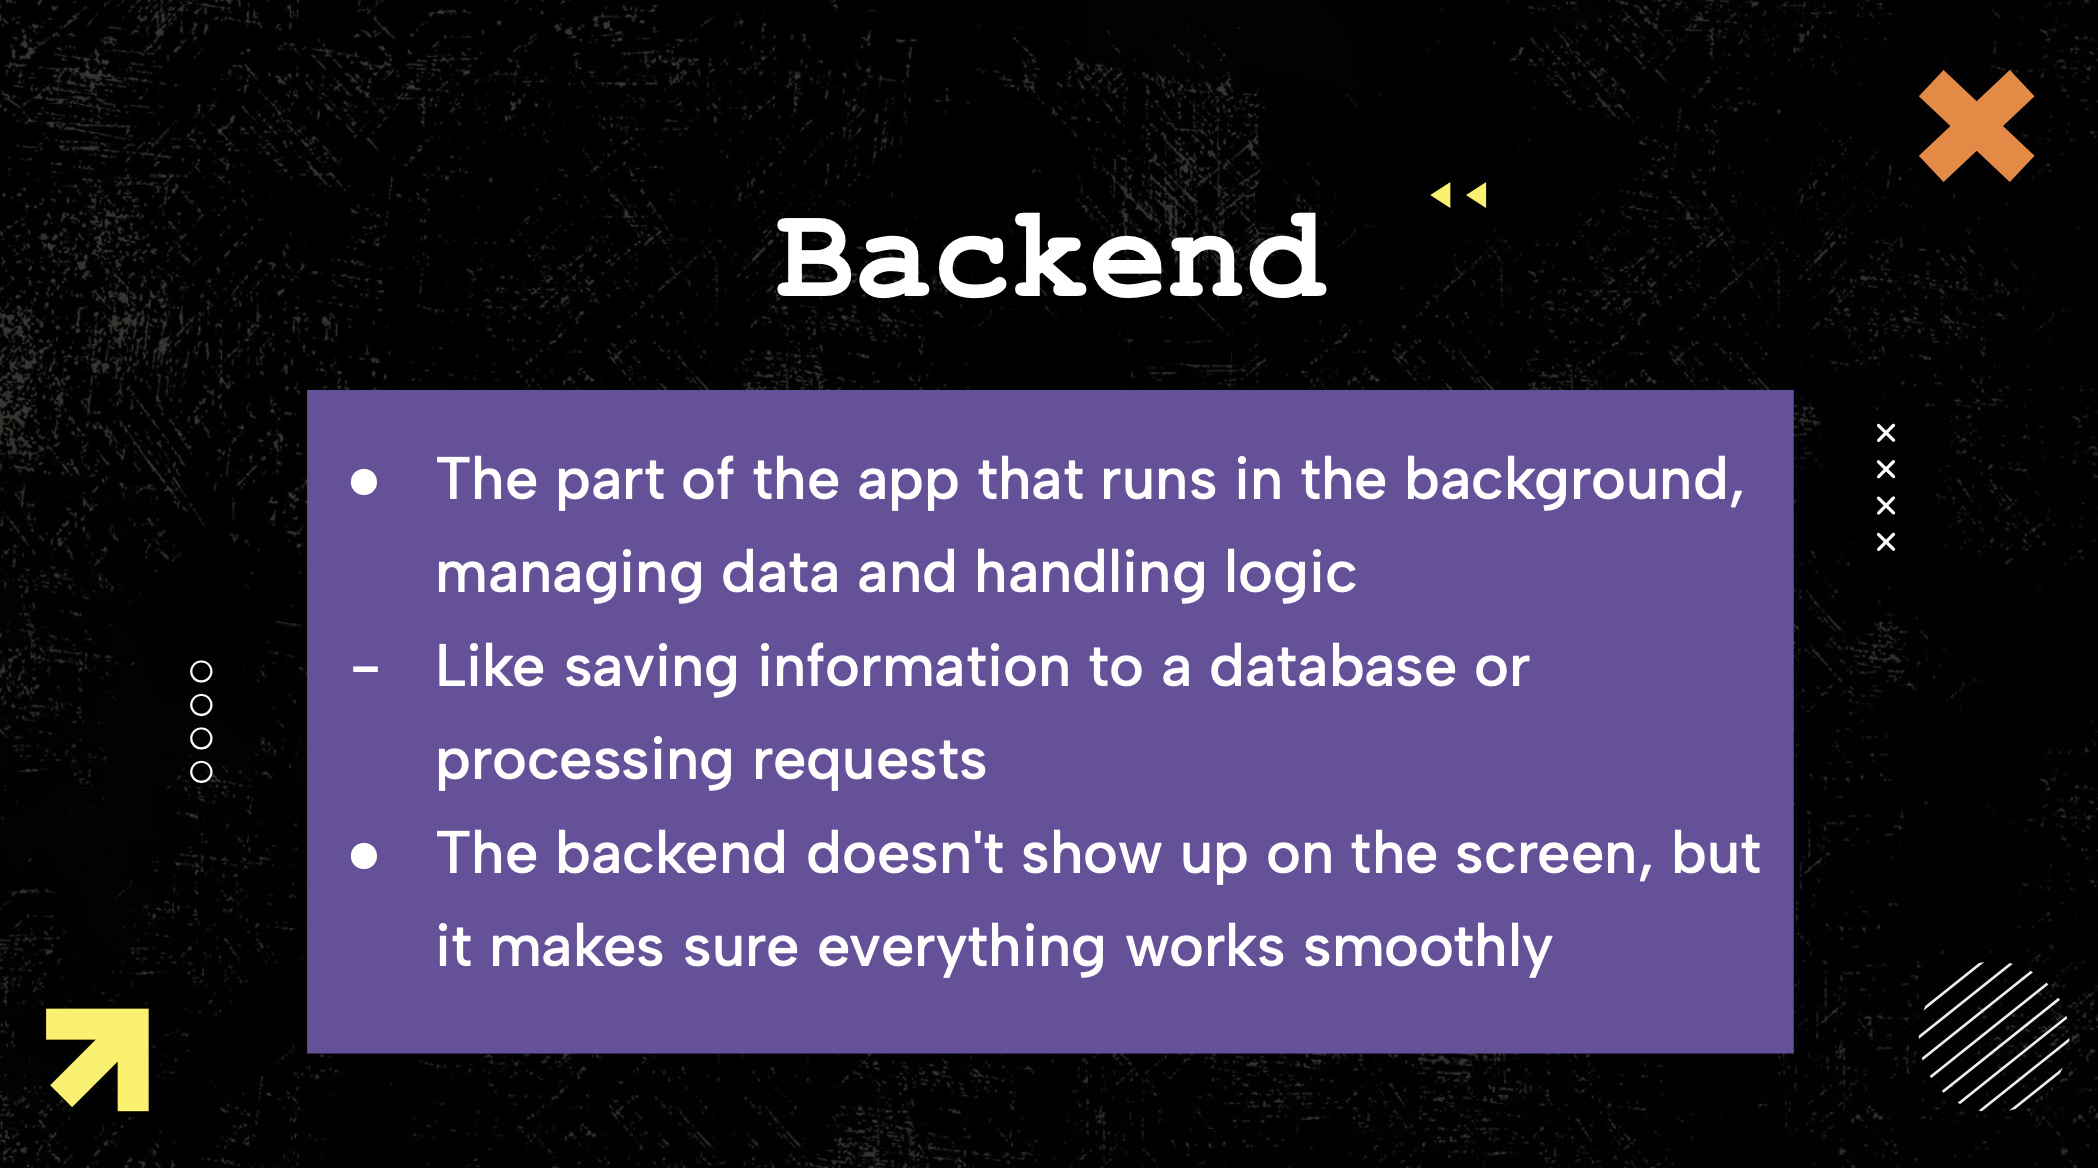 Backend
● The part of the app that runs in the background,
managing data and handling logic
- Like saving information to a database or
processing requests
● The backend doesn't show up on the screen, but
it makes sure everything works smoothly